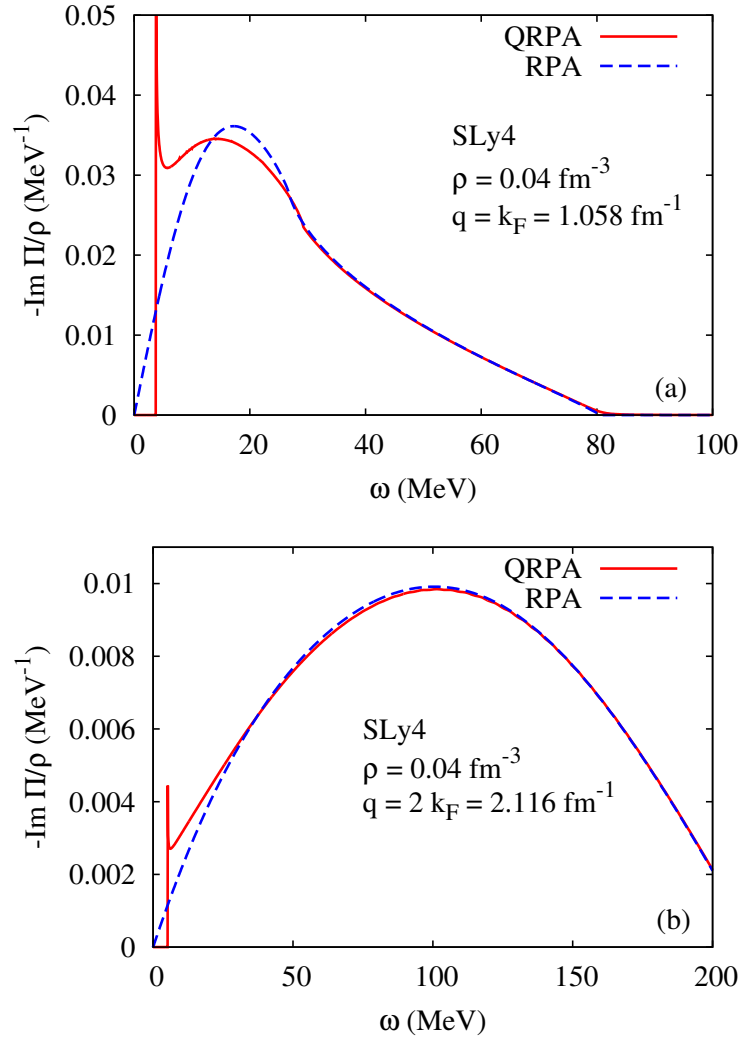 0.05
0.04
0.03
0.02
0.01
0
-Im Π/ρ (MeV⁻¹)
QRPA
RPA
SLy4
ρ = 0.04 fm⁻³
q = k_F = 1.058 fm⁻¹
(a)
0 20 40 60 80 100
ω (MeV)
0.01
0.008
0.006
0.004
0.002
0
-Im Π/ρ (MeV⁻¹)
QRPA
RPA
SLy4
ρ = 0.04 fm⁻³
q = 2 k_F = 2.116 fm⁻¹
(b)
0 50 100 150 200
ω (MeV)